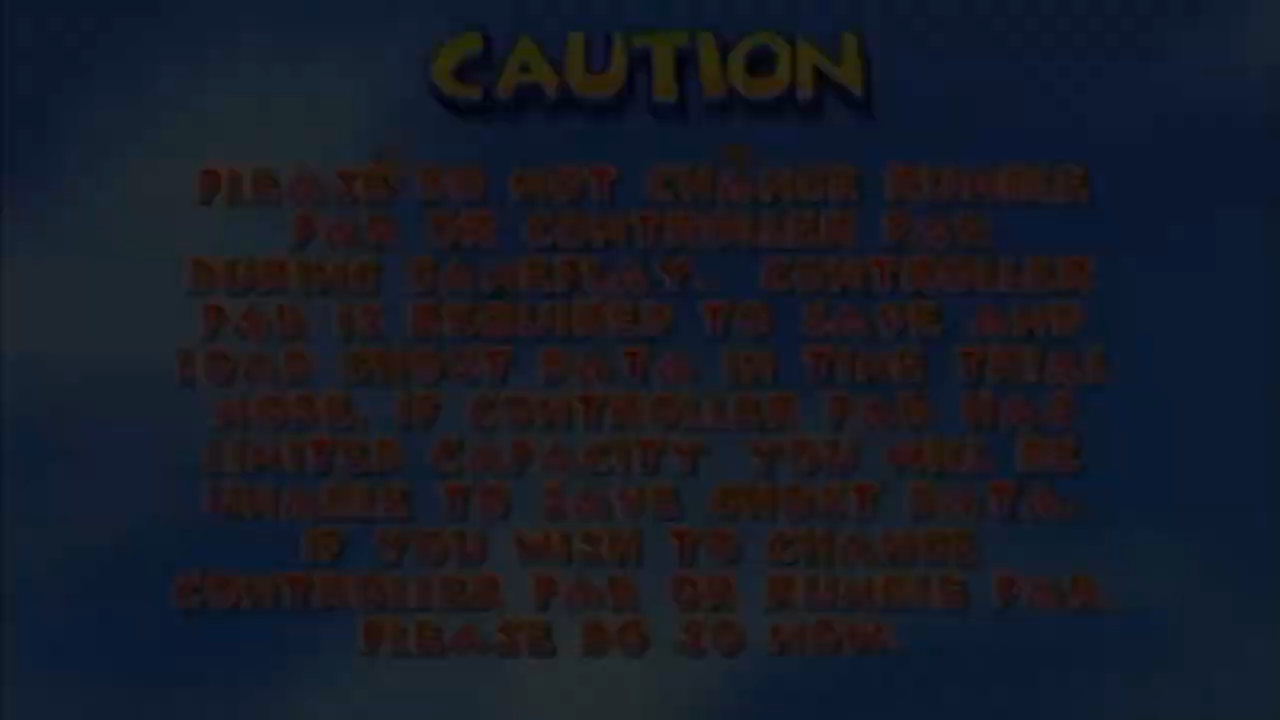 CAUTION
PLEASE DO NOT CHANGE RUMBLE
PAK OR CONTROLLER PAK
DURING GAMEPLAY. CONTROLLER
PAK IS REQUIRED TO SAVE AND
LOAD GHOST DATA IN TIME TRIAL
MODE. IF CONTROLLER PAK HAS
LIMITED CAPACITY YOU WILL BE
UNABLE TO SAVE GHOST DATA.
IF YOU WISH TO CHANGE
CONTROLLER PAK OR RUMBLE PAK,
PLEASE DO SO NOW.